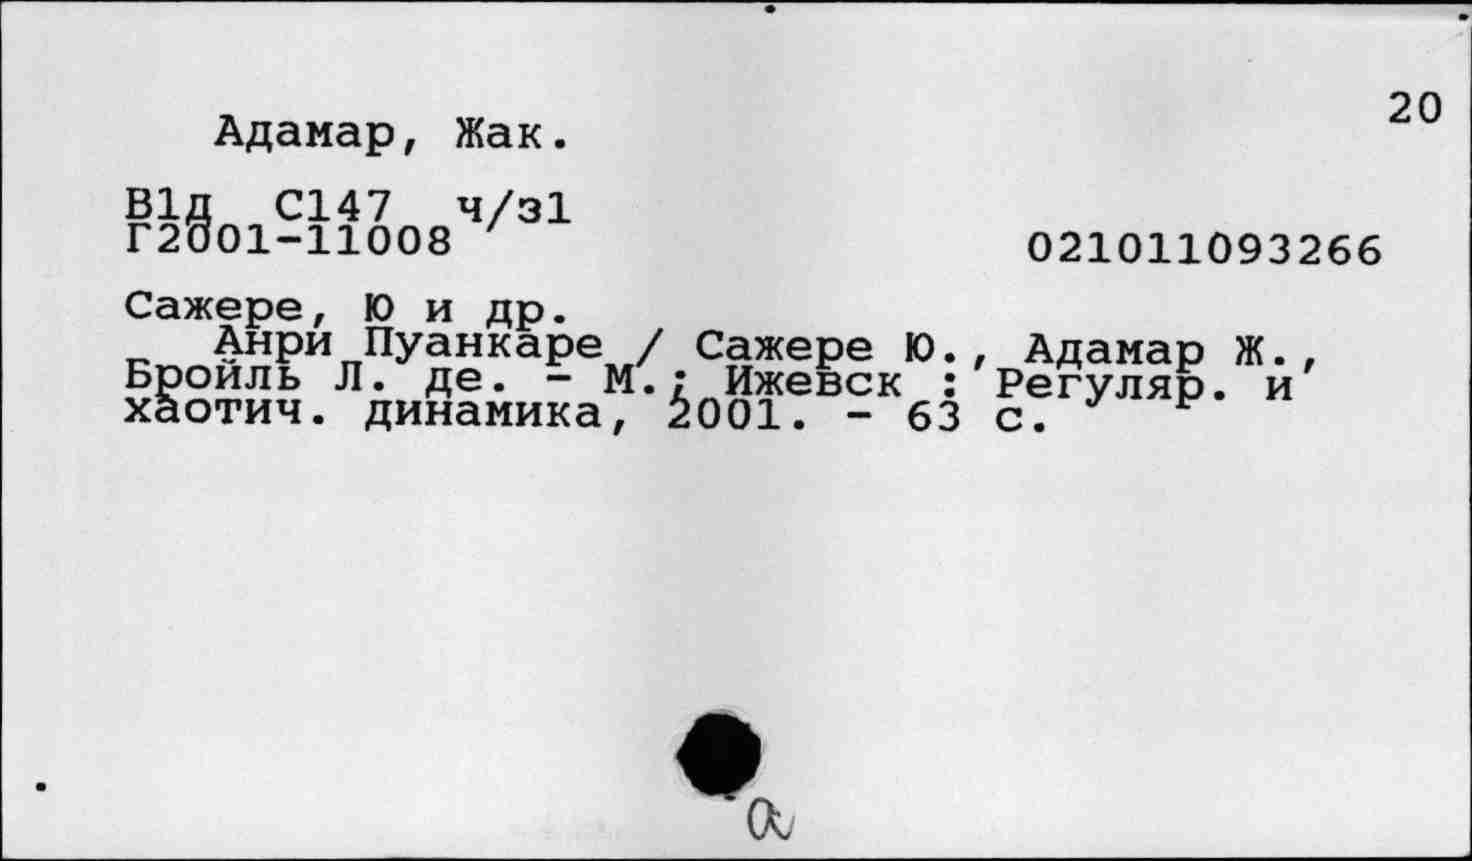 20
Адамар, Жак.
В1д С147 ч/з1
Г2001-11008
021011093266
Сажере, Ю и др.
Анри Пуанкаре / Сажере Ю., Адамар Ж.,
Бройль Л. де. - М.; Ижевск : Регуляр. и
хаотич. динамика, 2001. - 63 с.